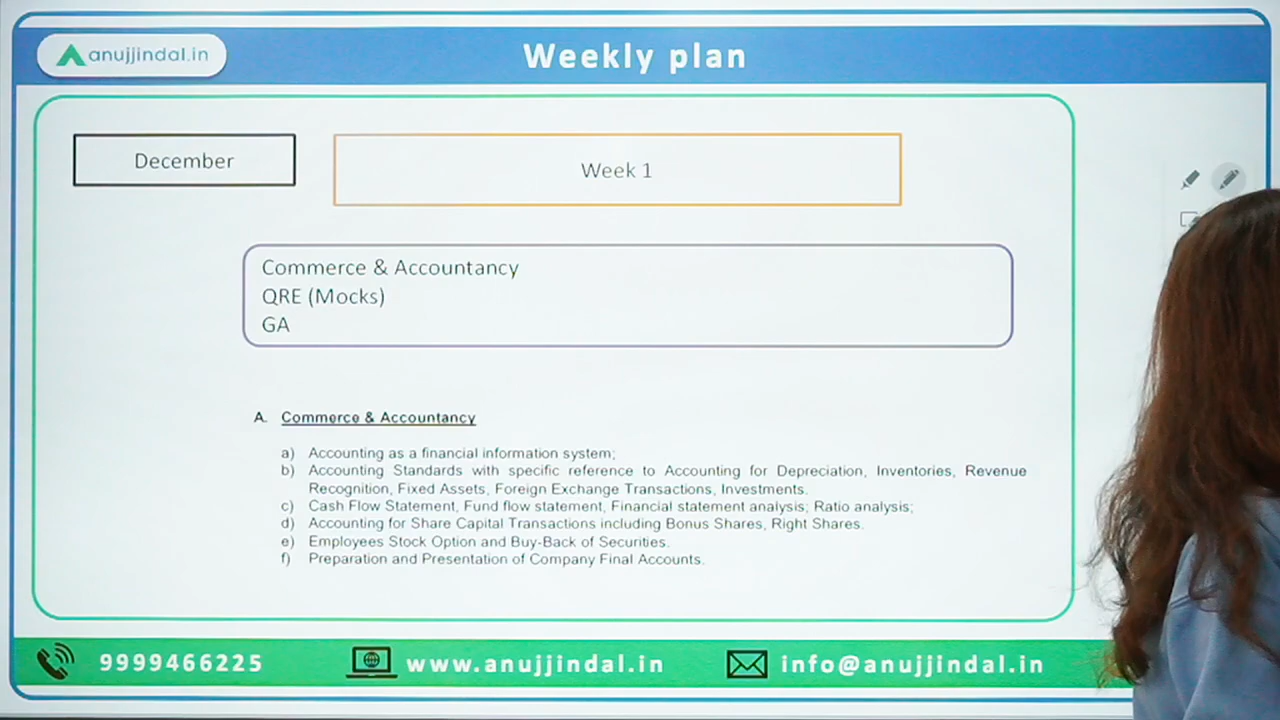 anujjindal.in
Weekly plan
December
Week 1
Commerce & Accountancy
QRE (Mocks)
GA
A. Commerce & Accountancy
a) Accounting as a financial information system;
b) Accounting Standards with specific reference to Accounting for Depreciation, Inventories, Revenue
Recognition, Fixed Assets, Foreign Exchange Transactions, Investments.
c) Cash Flow Statement, Fund flow statement, Financial statement analysis; Ratio analysis;
d) Accounting for Share Capital Transactions including Bonus Shares, Right Shares.
e) Employees Stock Option and Buy-Back of Securities.
f) Preparation and Presentation of Company Final Accounts.
9999466225
www.anujjindal.in
info@anujjindal.in